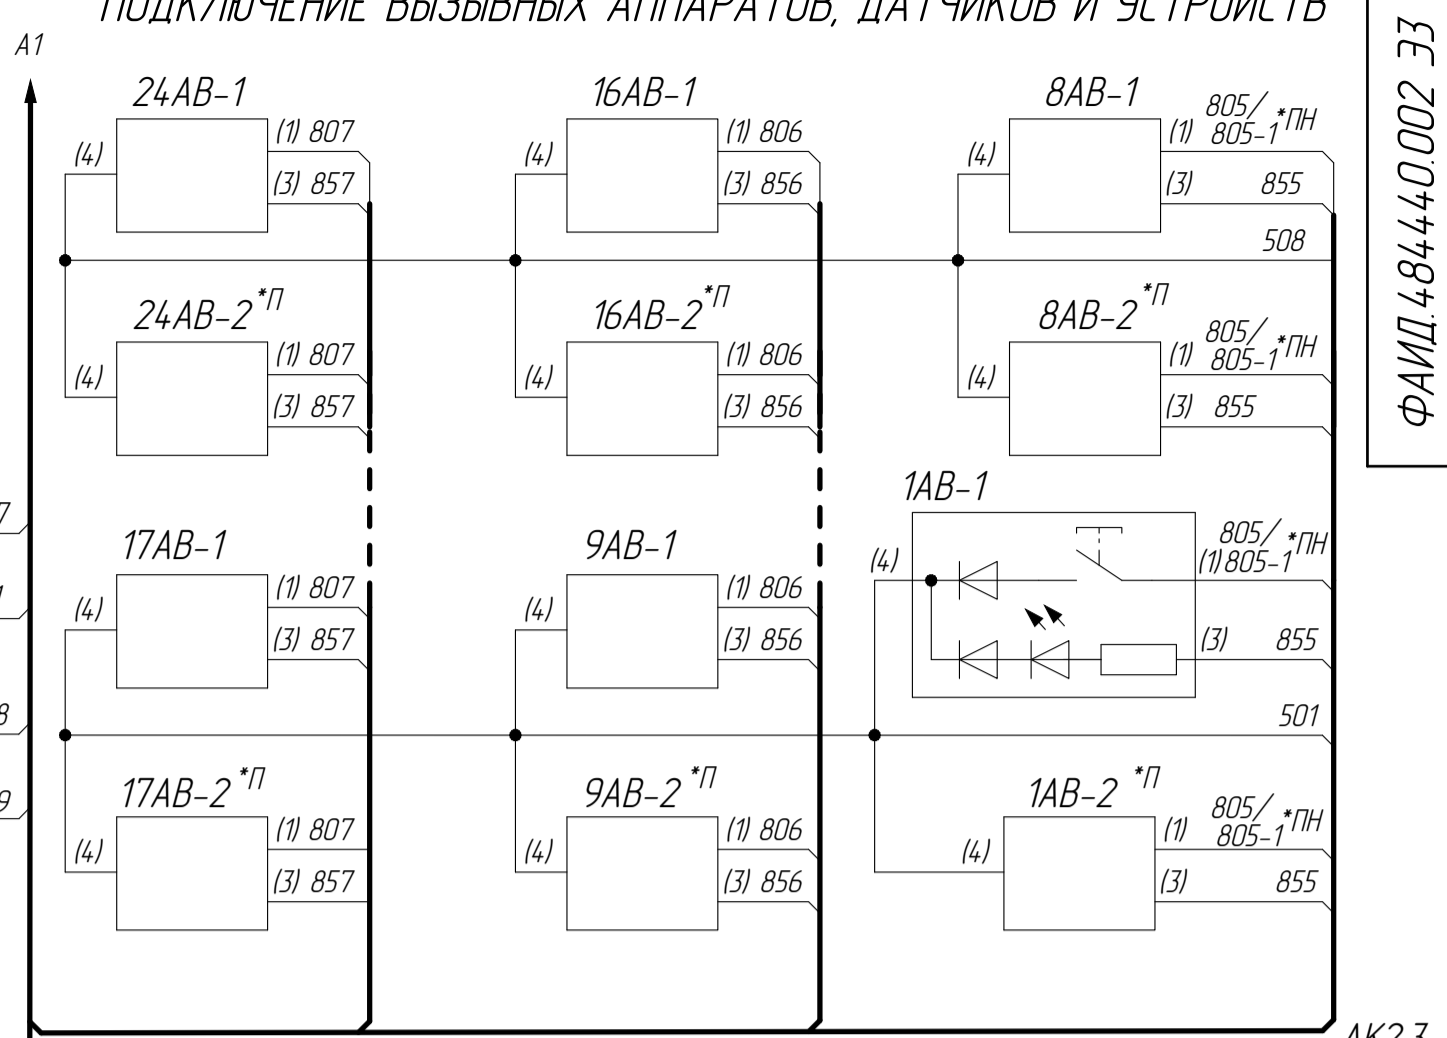 ПОДКЛЮЧЕНИЕ ВЫЗЫВНЫХ АППАРАТОВ, ДАТЧИКОВ И УСТРОЙСТВ
ФАИД.484440.002 Э3
А1
24АВ-1
(4)
(1) 807
(3) 857
16АВ-1
(4)
(1) 806
(3) 856
8АВ-1
(4)
(1) 805/
805-1 *ПН
(3) 855
508
24АВ-2 *П
(4)
(1) 807
(3) 857
16АВ-2 *П
(4)
(1) 806
(3) 856
8АВ-2 *П
(4)
(1) 805/
805-1 *ПН
(3) 855
17АВ-1
(4)
(1) 807
(3) 857
9АВ-1
(4)
(1) 806
(3) 856
1АВ-1
(4)
805/ *ПН
(1) 805-1
(3) 855
501
17АВ-2 *П
(4)
(1) 807
(3) 857
9АВ-2 *П
(4)
(1) 806
(3) 856
1АВ-2 *П
(4)
(1) 805/
805-1 *ПН
(3) 855
7
8
9